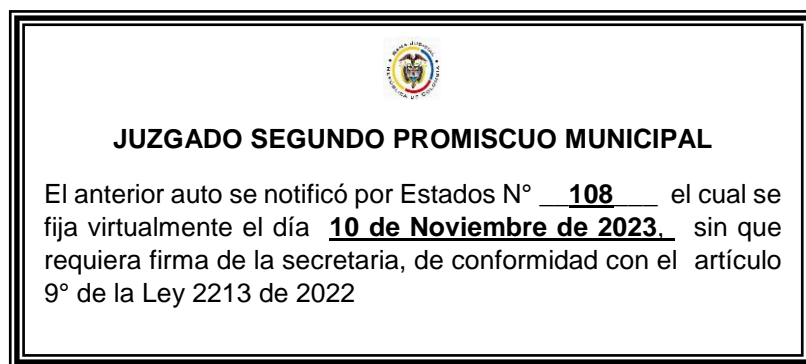 JUZGADO SEGUNDO PROMISCUO MUNICIPAL
El anterior auto se notificó por Estados N° __108___ el cual se
fija virtualmente el día 10 de Noviembre de 2023, sin que
requiera firma de la secretaria, de conformidad con el artículo
9° de la Ley 2213 de 2022